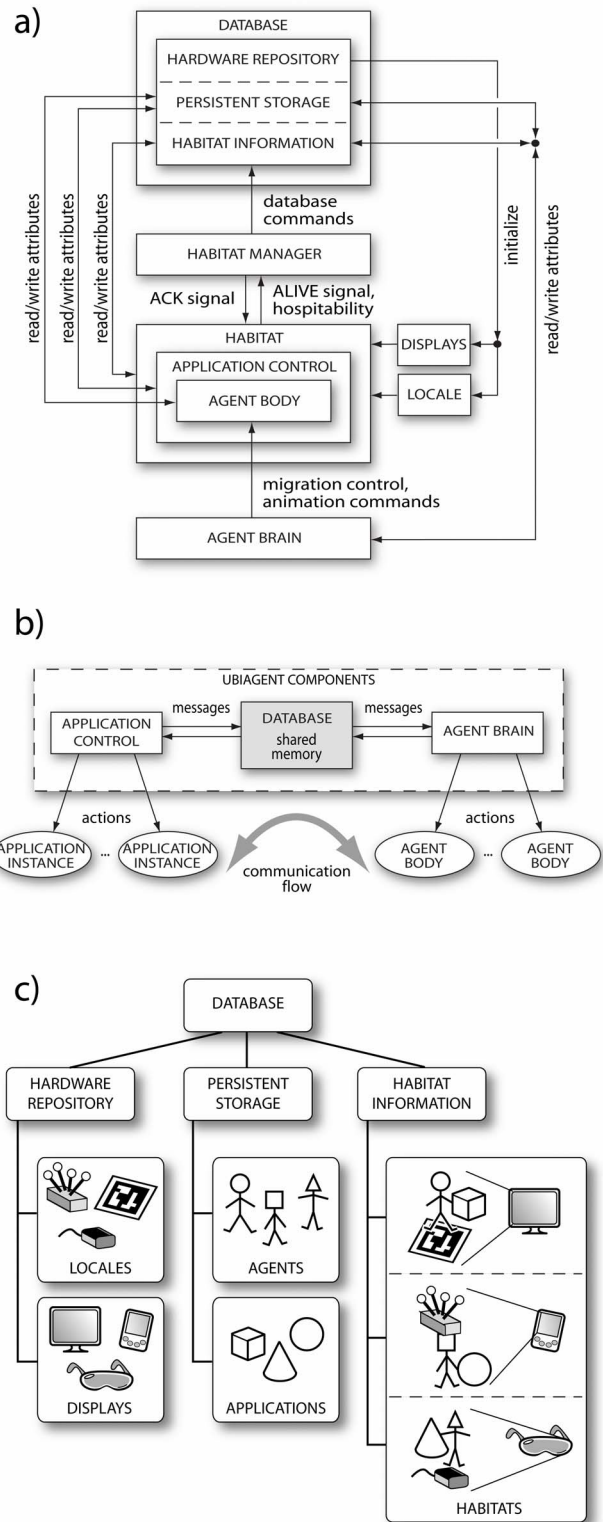 a)
DATABASE
HARDWARE REPOSITORY
PERSISTENT STORAGE
HABITAT INFORMATION
read/write attributes
read/write attributes
read/write attributes
database
commands
initialize
read/write attributes
HABITAT MANAGER
ACK signal
ALIVE signal,
hospitability
HABITAT
APPLICATION CONTROL
AGENT BODY
DISPLAYS
LOCALE
migration control,
animation commands
AGENT BRAIN
b)
UBIAGENT COMPONENTS
APPLICATION
CONTROL
messages
DATABASE
shared
memory
messages
AGENT BRAIN
actions
actions
APPLICATION
INSTANCE
...
APPLICATION
INSTANCE
communication
flow
AGENT
BODY
...
AGENT
BODY
c)
DATABASE
HARDWARE
REPOSITORY
PERSISTENT
STORAGE
HABITAT
INFORMATION
LOCALES
AGENTS
DISPLAYS
APPLICATIONS
HABITATS